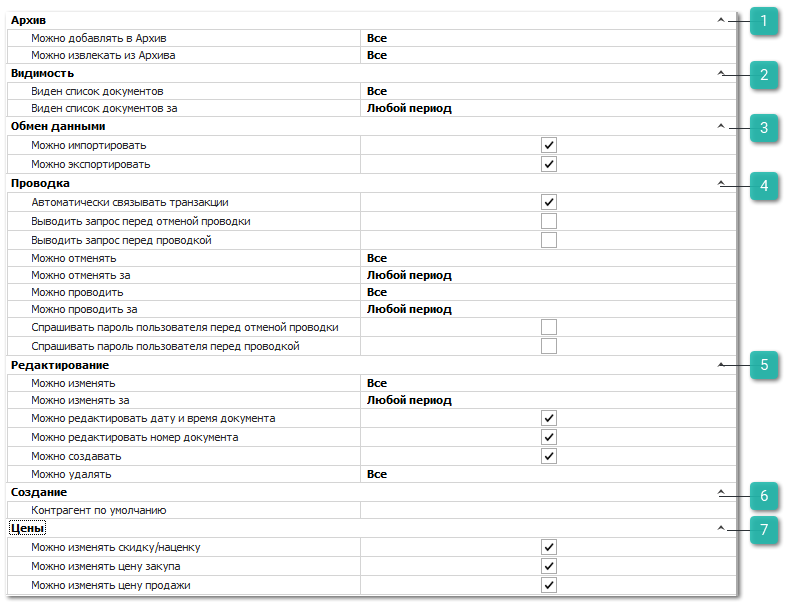 Архив 1
Можно добавлять в Архив Все
Можно извлекать из Архива Все
Видимость 2
Виден список документов Все
Виден список документов за Любой период
Обмен данными 3
Можно импортировать
Можно экспортировать
Проводка 4
Автоматически связывать транзакции
Выводить запрос перед отменой проводки
Выводить запрос перед проводкой
Можно отменять Все
Можно отменять за Любой период
Можно проводить Все
Можно проводить за Любой период
Спрашивать пароль пользователя перед отменой проводки
Спрашивать пароль пользователя перед проводкой
Редактирование 5
Можно изменять Все
Можно изменять за Любой период
Можно редактировать дату и время документа
Можно редактировать номер документа
Можно создавать
Можно удалять Все
Создание 6
Контрагент по умолчанию
Цены 7
Можно изменять скидку/наценку
Можно изменять цену закупа
Можно изменять цену продажи